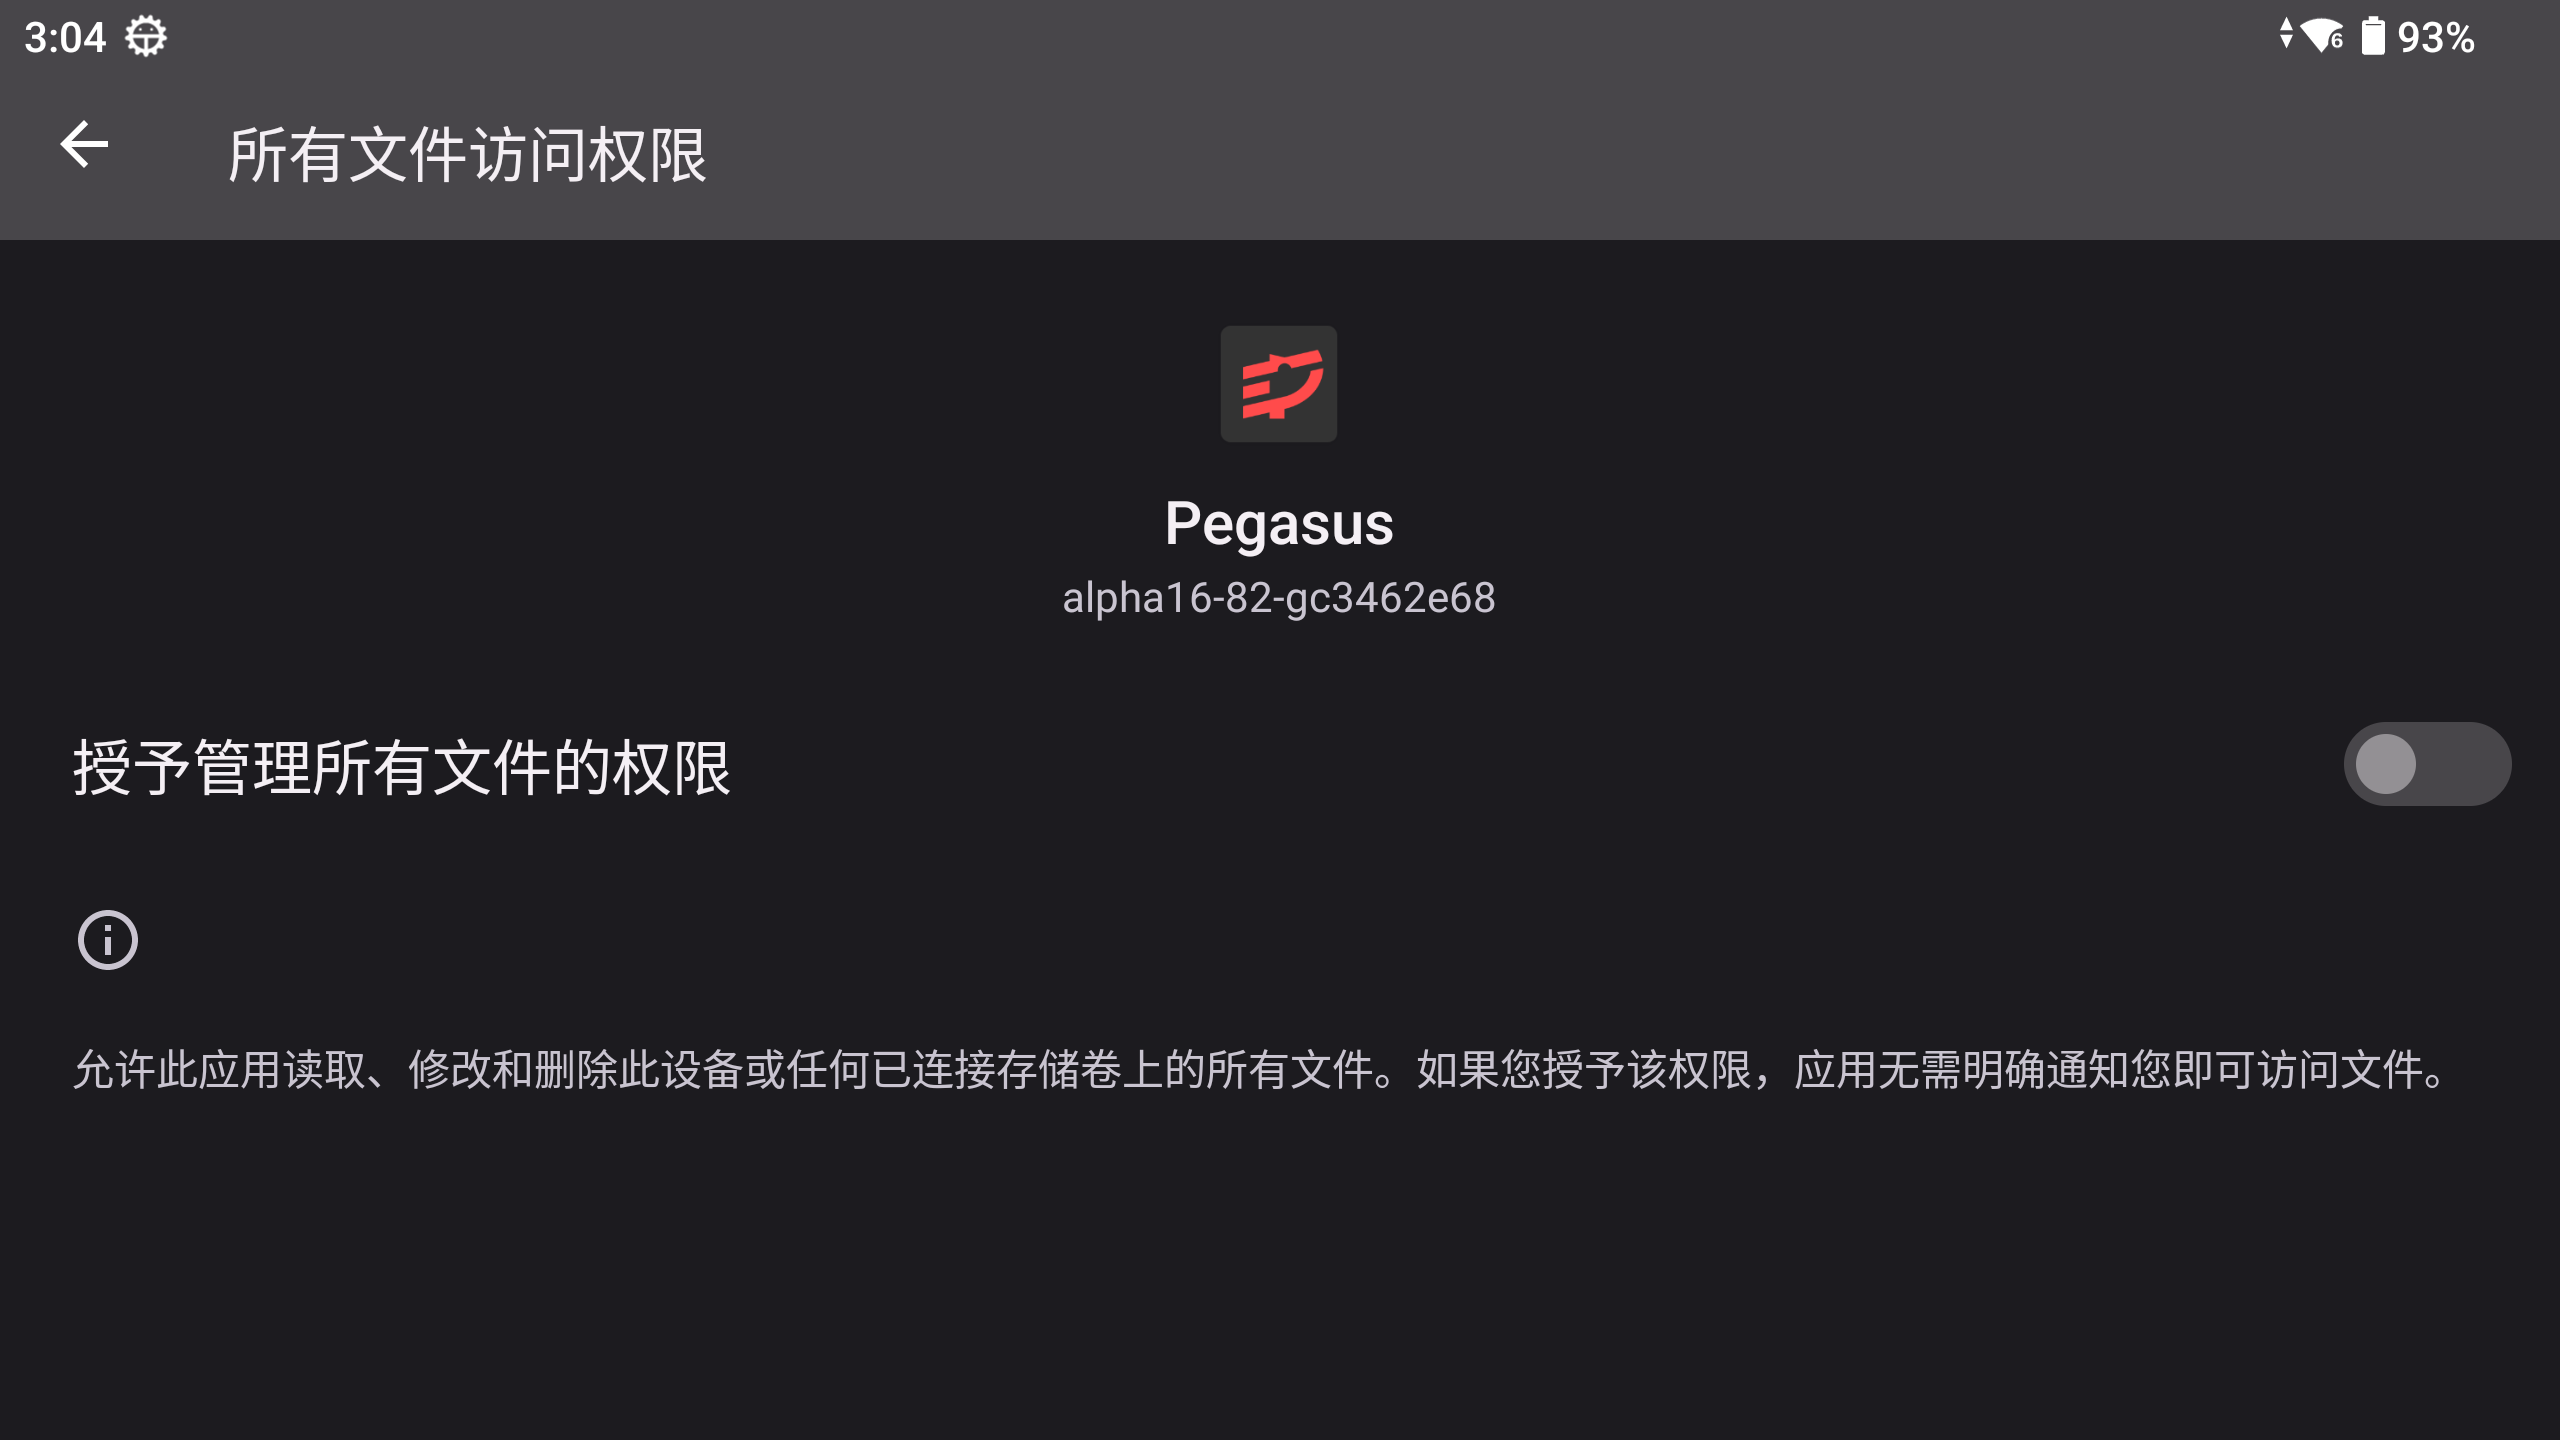 3:04
6 93%
所有文件访问权限
Pegasus
alpha16-82-gc3462e68
授予管理所有文件的权限
允许此应用读取、修改和删除此设备或任何已连接存储卷上的所有文件。如果您授予该权限，应用无需明确通知您即可访问文件。